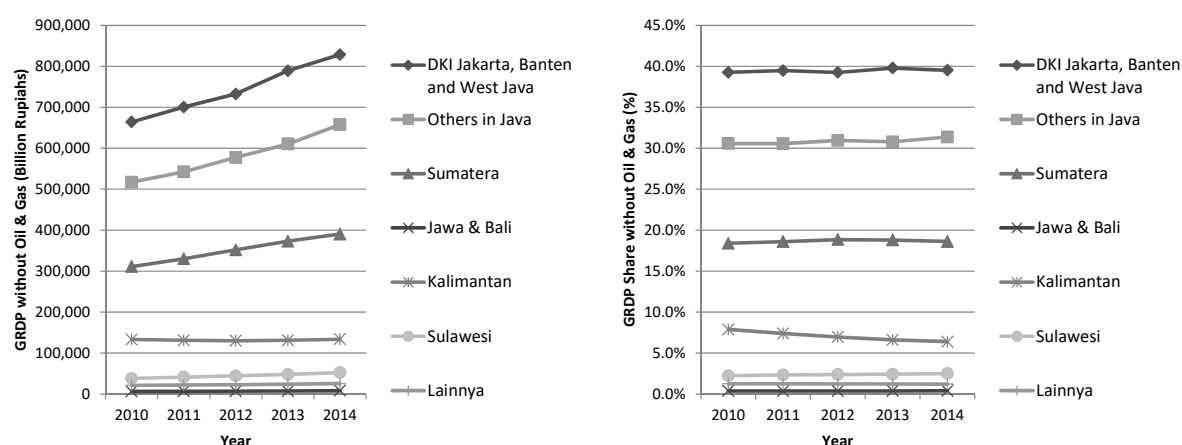 GRDP without Oil & Gas (Billion Rupiahs)
900,000
800,000
700,000
600,000
500,000
400,000
300,000
200,000
100,000
0
2010 2011 2012 2013 2014
Year
DKI Jakarta, Banten
and West Java
Others in Java
Sumatera
Jawa & Bali
Kalimantan
Sulawesi
Lainnya
GRDP Share without Oil & Gas (%)
45.0%
40.0%
35.0%
30.0%
25.0%
20.0%
15.0%
10.0%
5.0%
0.0%
2010 2011 2012 2013 2014
Year
DKI Jakarta, Banten
and West Java
Others in Java
Sumatera
Jawa & Bali
Kalimantan
Sulawesi
Lainnya